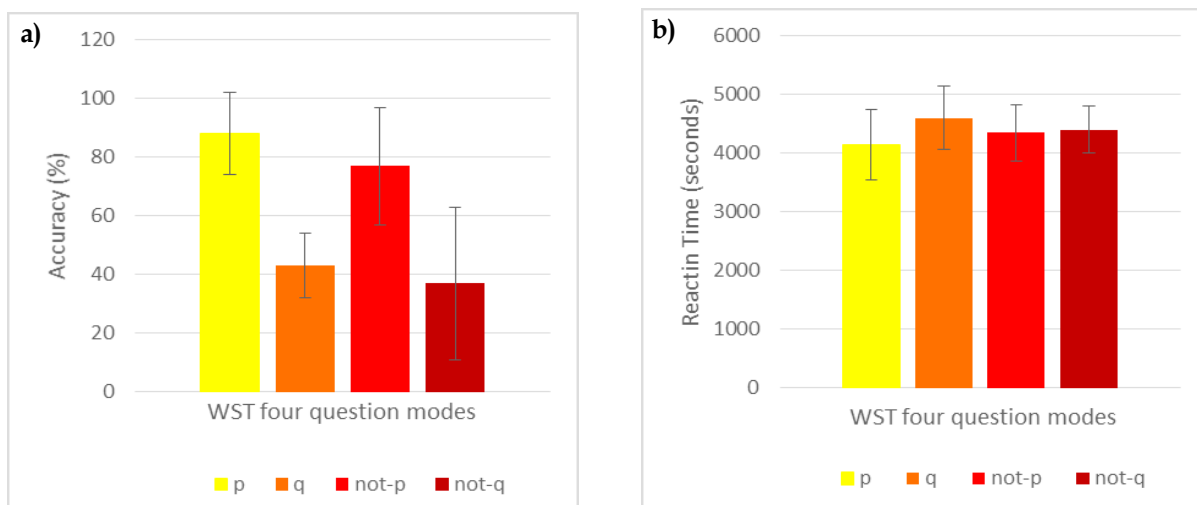 a)
120
100
80
60
40
20
0
Accuracy (%)
WST four question modes
p q not-p not-q
b)
6000
5000
4000
3000
2000
1000
0
Reactin Time (seconds)
WST four question modes
p q not-p not-q